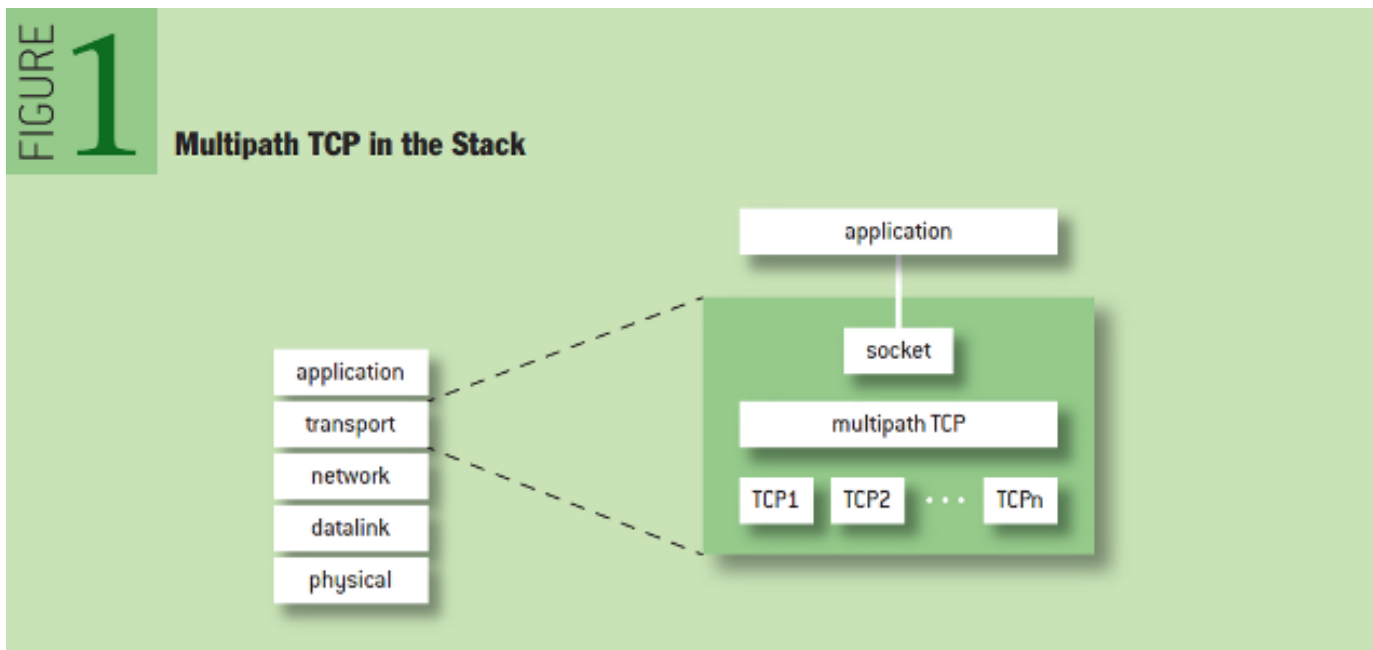 FIGURE 1
Multipath TCP in the Stack
application
transport
network
datalink
physical
application
socket
multipath TCP
TCP1 TCP2 ... TCPn